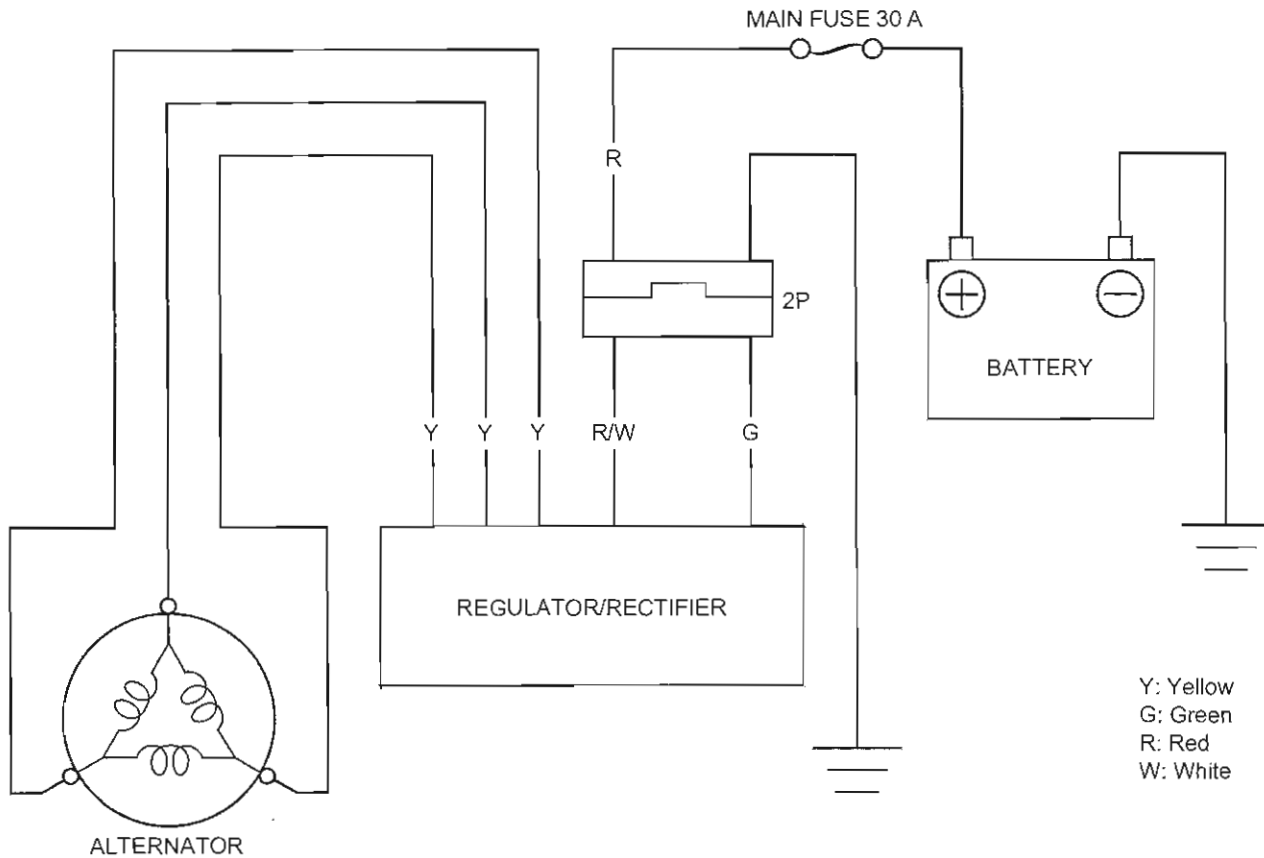 MAIN FUSE 30 A
R
2P
+
−
BATTERY
Y Y Y R/W G
REGULATOR/RECTIFIER
Y: Yellow
G: Green
R: Red
W: White
ALTERNATOR